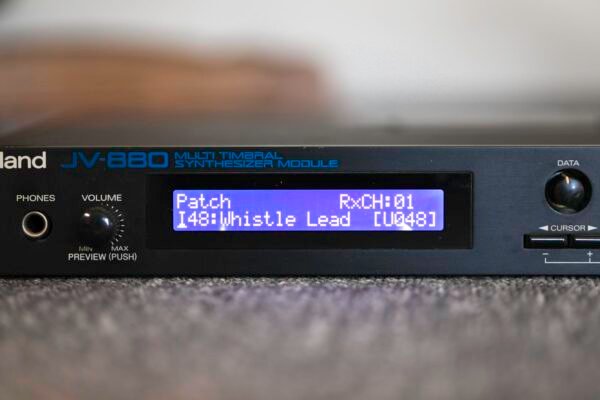 land JV-880 MULTI TIMBRAL
SYNTHESIZER MODULE
PHONES
VOLUME
MIN MAX
PREVIEW (PUSH)
Patch RxCH:01
I48:Whistle Lead [U048]
DATA
◄ CURSOR ►
− +